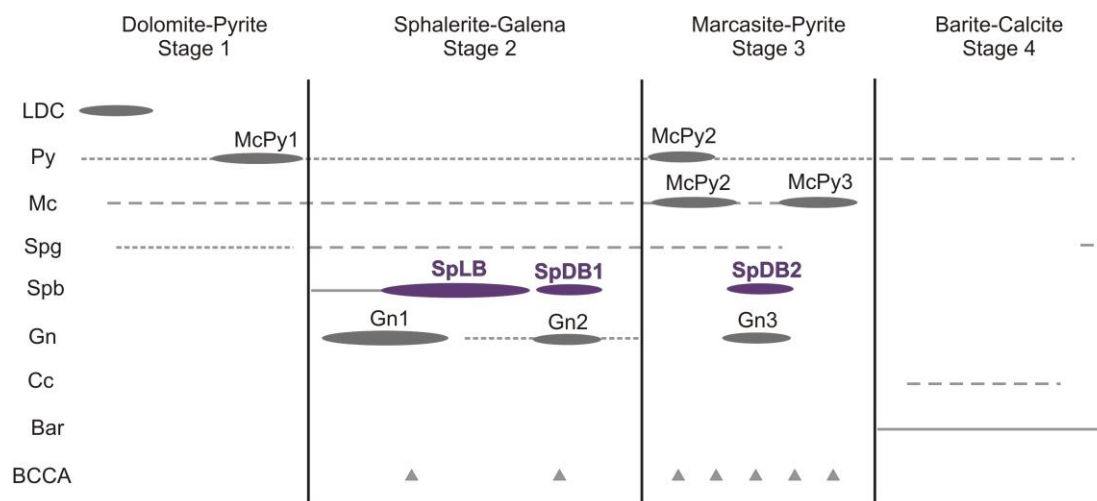 Dolomite-Pyrite
Stage 1
Sphalerite-Galena
Stage 2
Marcasite-Pyrite
Stage 3
Barite-Calcite
Stage 4
LDC
Py
McPy1
McPy2
Mc
McPy2
McPy3
Spg
Spb
SpLB
SpDB1
SpDB2
Gn
Gn1
Gn2
Gn3
Cc
Bar
BCCA